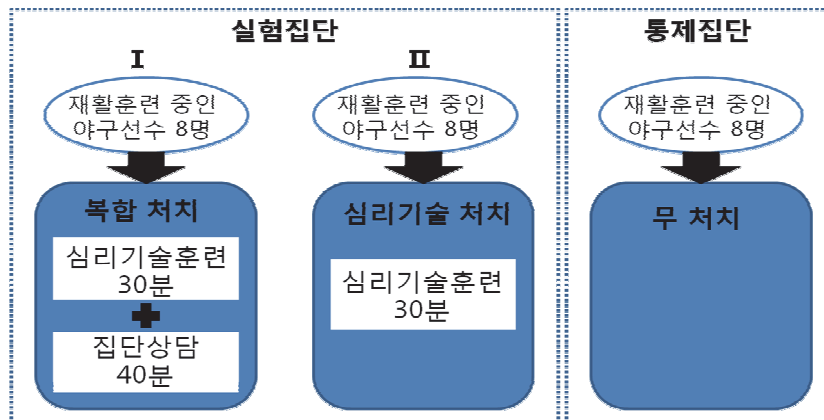 실험집단
통제집단
I
II
재활훈련 중인
야구선수 8명
재활훈련 중인
야구선수 8명
재활훈련 중인
야구선수 8명
복합 처치
심리기술훈련
30분
집단상담
40분
심리기술 처치
심리기술훈련
30분
무 처치